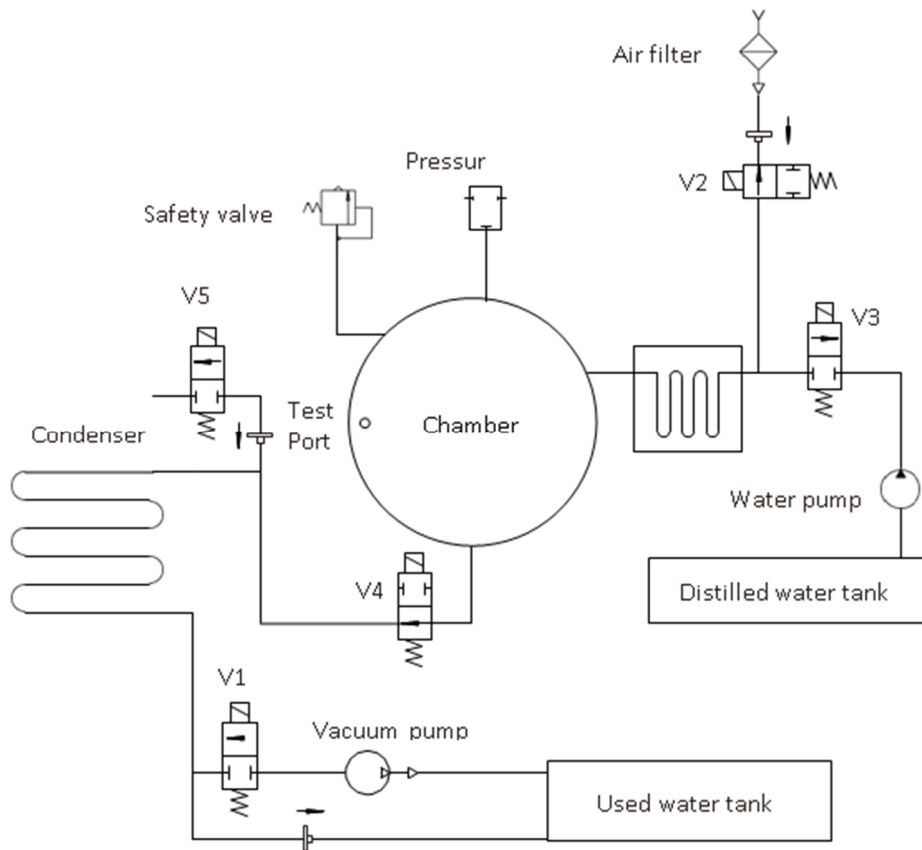 Air filter
Pressur
V2
Safety valve
V5
V3
Test
Port
Chamber
Condenser
Water pump
V4
Distilled water tank
V1
Vacuum pump
Used water tank